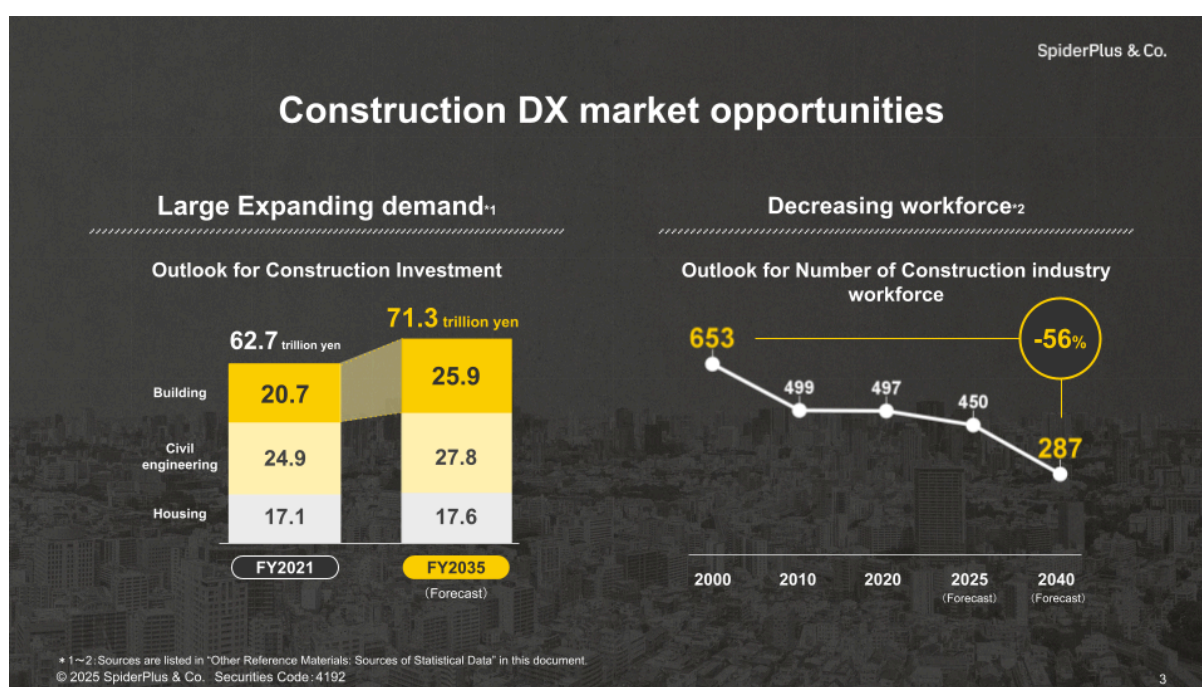 SpiderPlus & Co.
Construction DX market opportunities
Large Expanding demand*1
Outlook for Construction Investment
62.7 trillion yen
71.3 trillion yen
Building
20.7
25.9
Civil
engineering
24.9
27.8
Housing
17.1
17.6
FY2021
FY2035
(Forecast)
Decreasing workforce*2
Outlook for Number of Construction industry
workforce
653
499
497
450
287
-56%
2000
2010
2020
2025
(Forecast)
2040
(Forecast)
*1~2:Sources are listed in "Other Reference Materials: Sources of Statistical Data" in this document.
© 2025 SpiderPlus & Co. Securities Code:4192
3